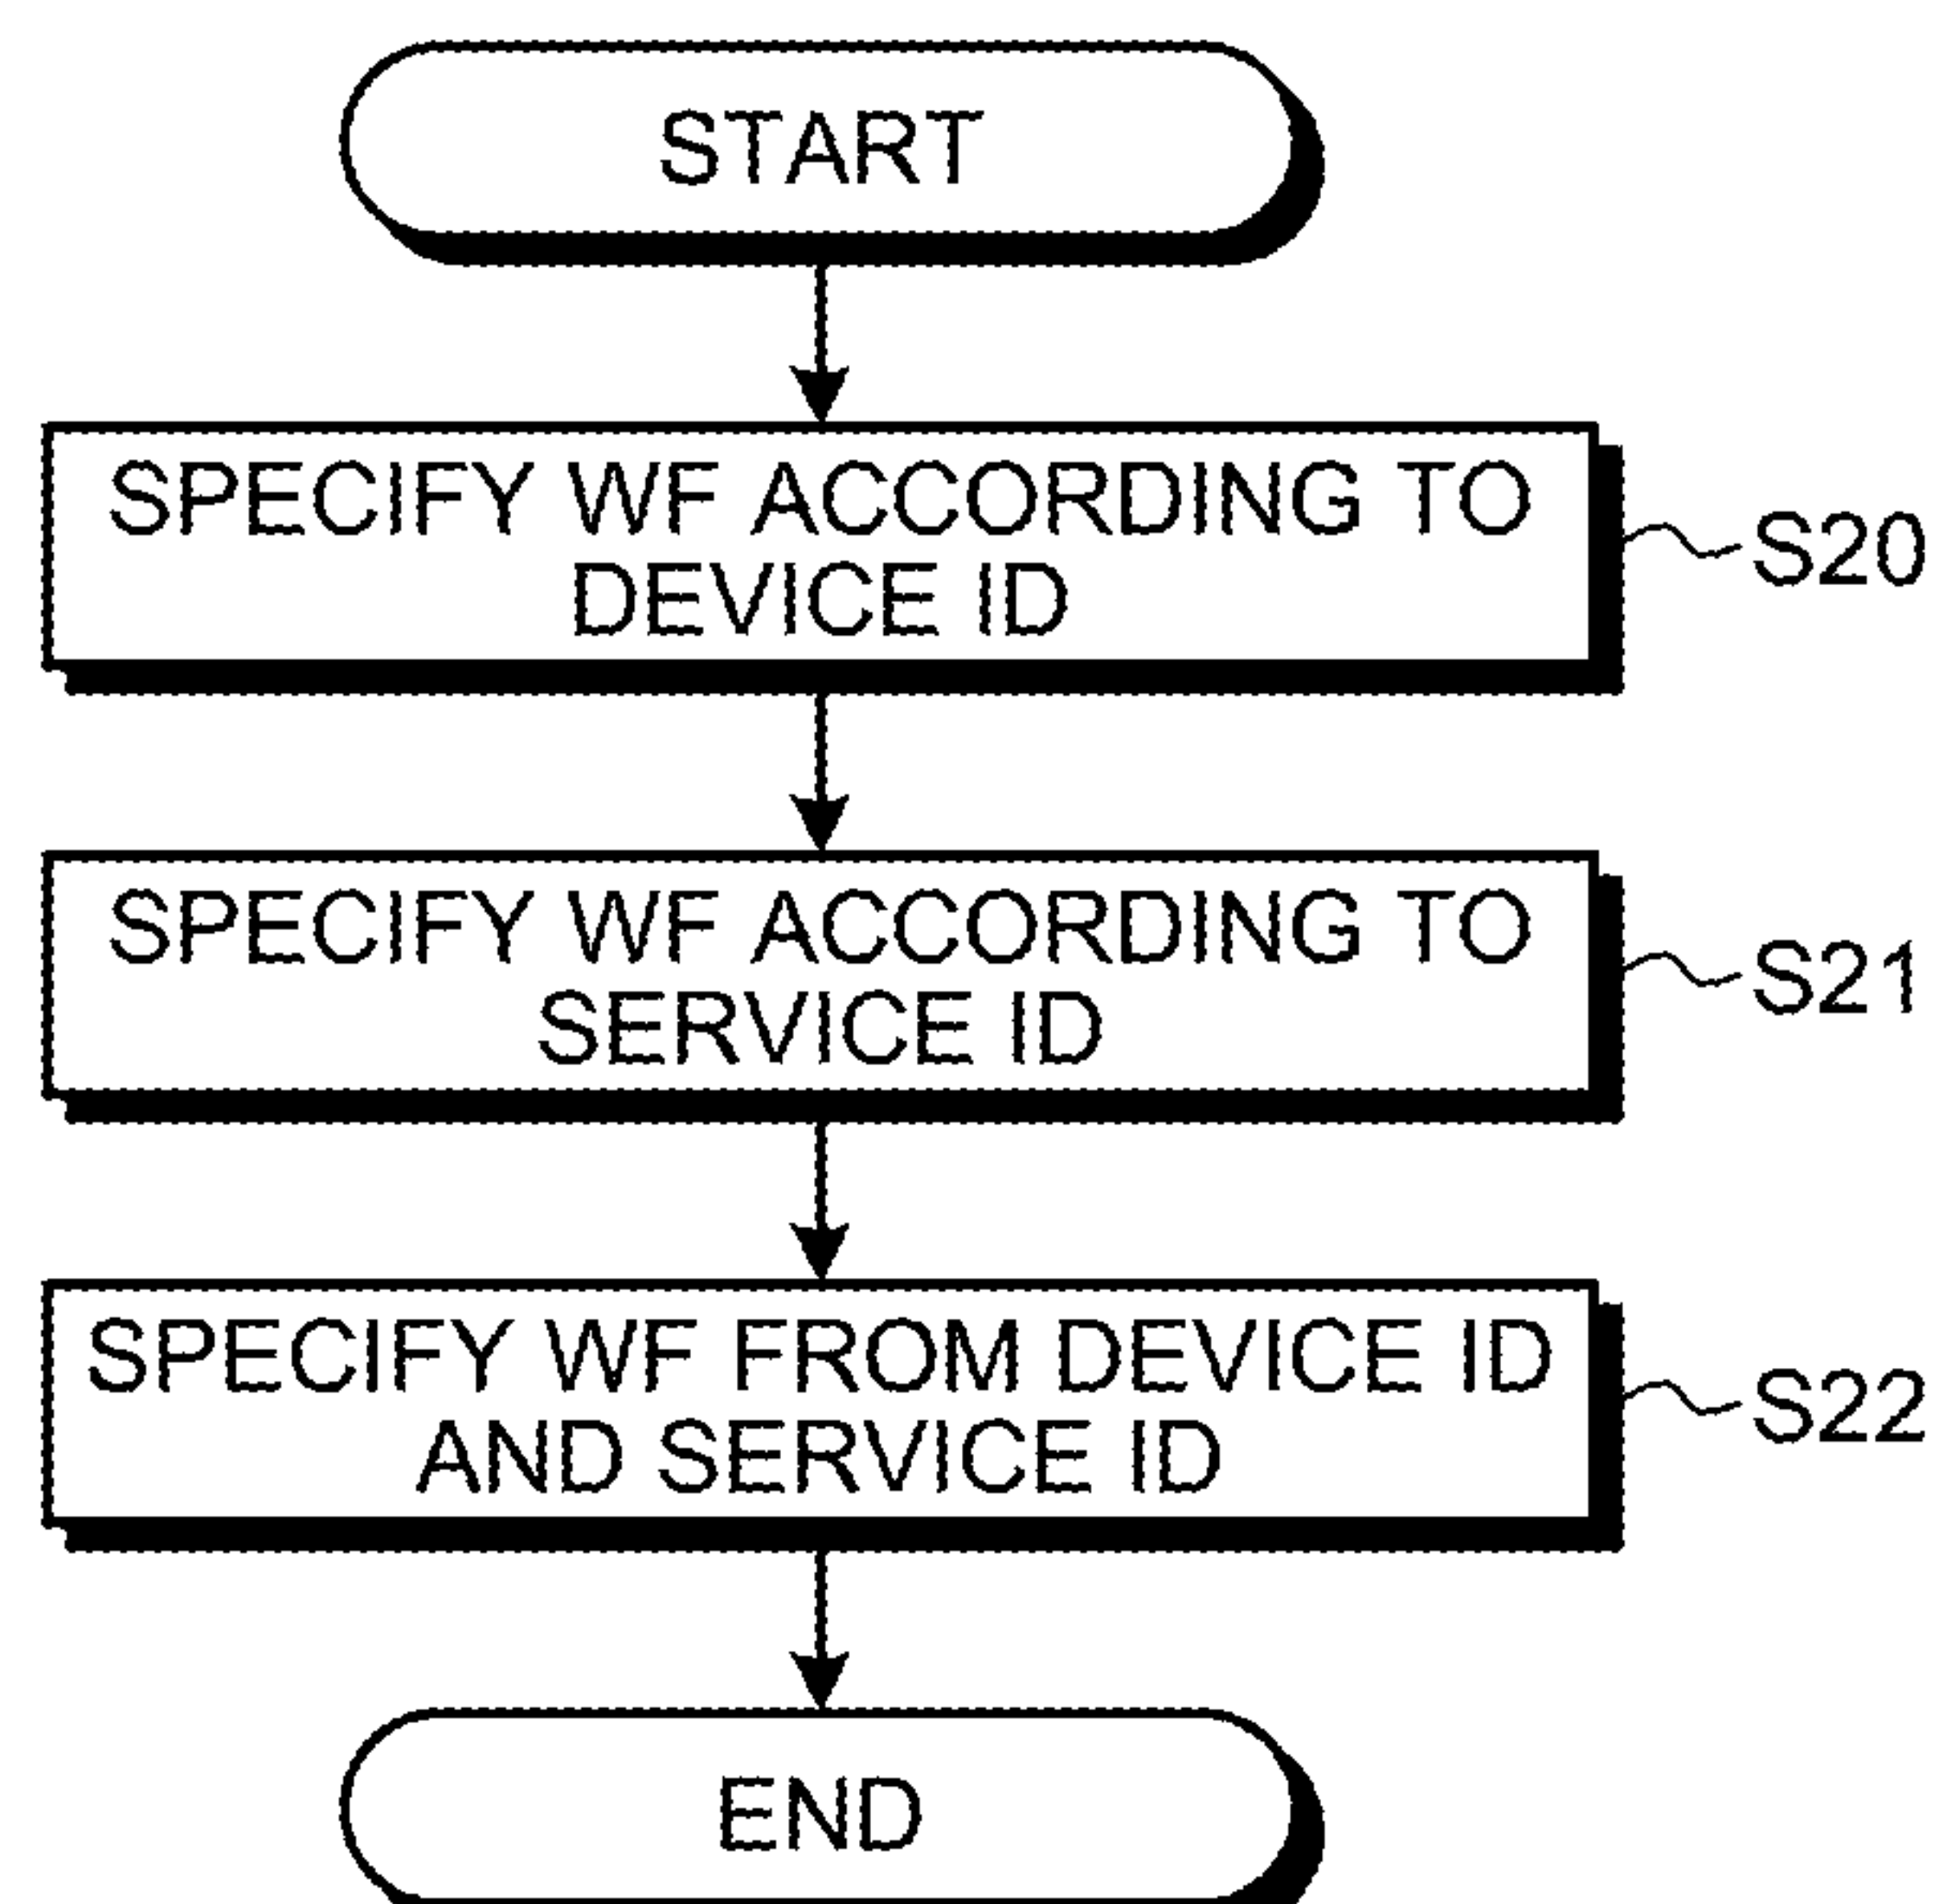 START
SPECIFY WF ACCORDING TO
DEVICE ID
S20
SPECIFY WF ACCORDING TO
SERVICE ID
S21
SPECIFY WF FROM DEVICE ID
AND SERVICE ID
S22
END